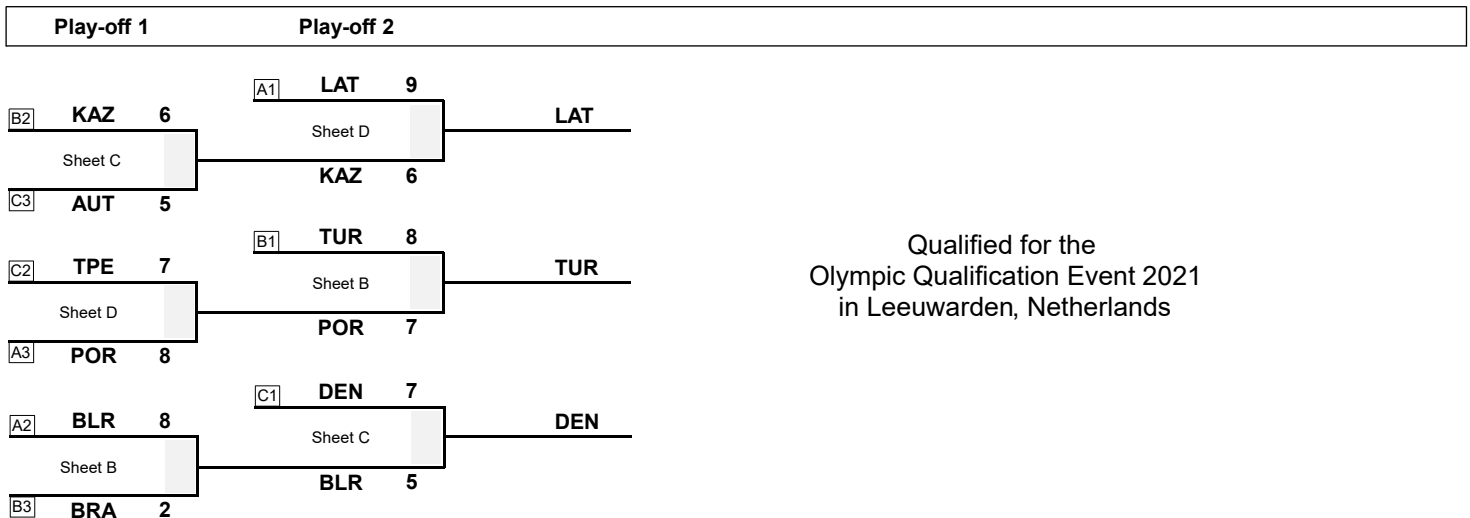 Play-off 1 Play-off 2
A1 LAT 9
B2 KAZ 6 LAT
Sheet D
Sheet C
KAZ 6
C3 AUT 5
B1 TUR 8
C2 TPE 7 TUR
Sheet B
Sheet D
POR 7
A3 POR 8
C1 DEN 7
A2 BLR 8 DEN
Sheet C
Sheet B
BLR 5
B3 BRA 2
Qualified for the
Olympic Qualification Event 2021
in Leeuwarden, Netherlands